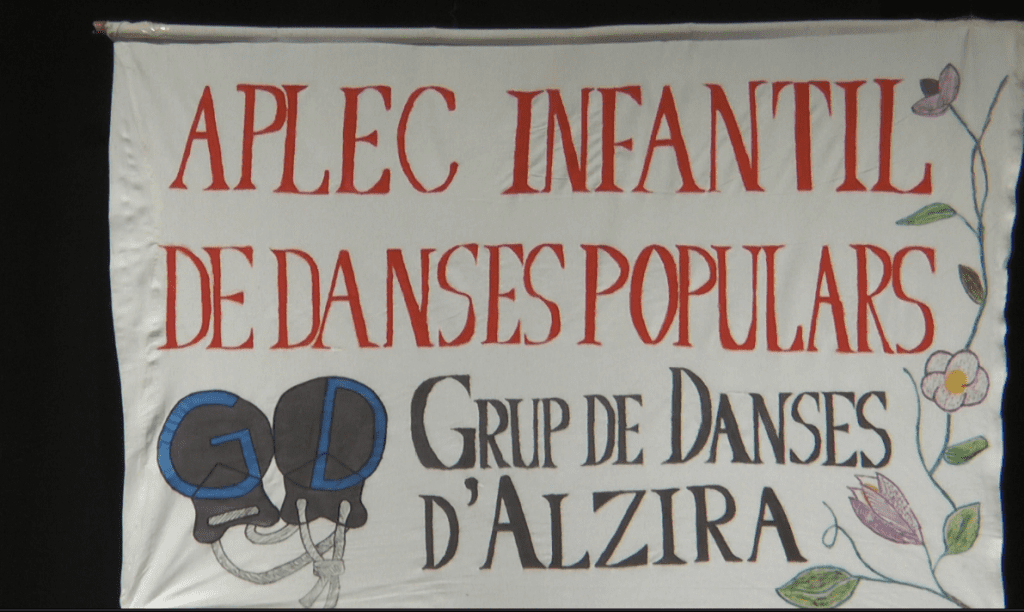 APLEC INFANTIL
DE DANSES POPULARS
GD
GRUP DE DANSES
D'ALZIRA